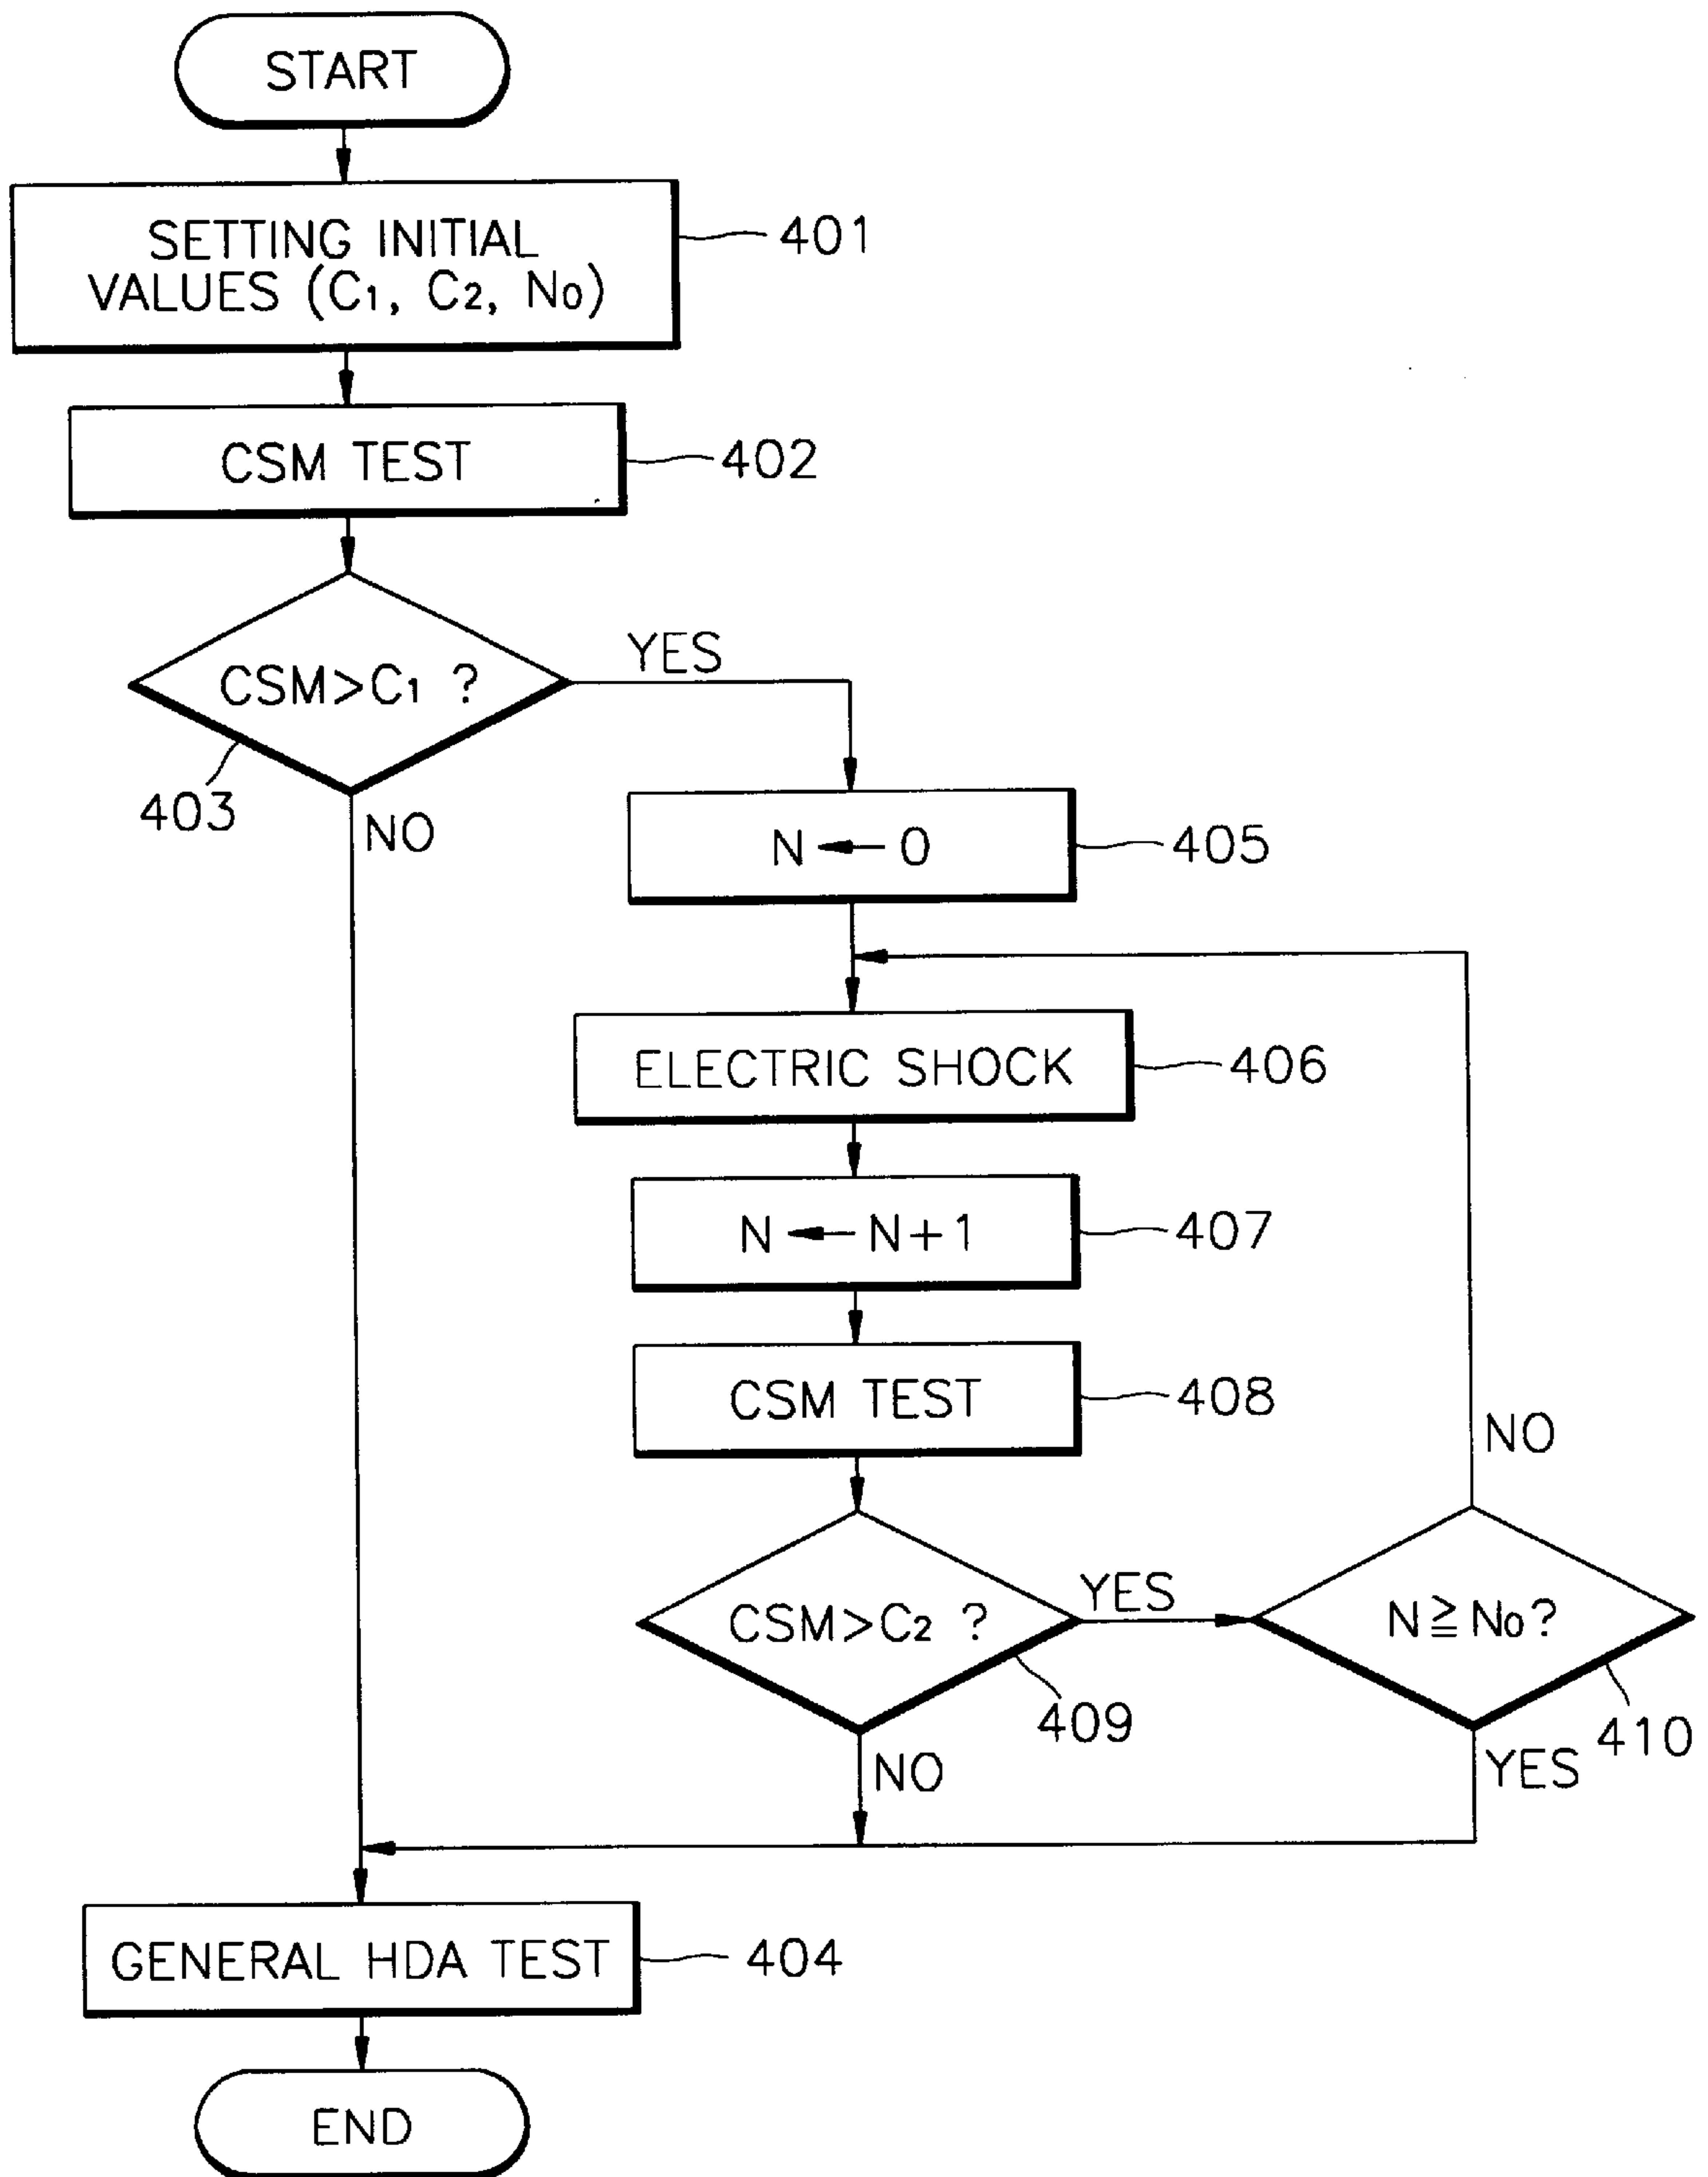 START
SETTING INITIAL
VALUES (C₁, C₂, N₀)
401
CSM TEST
402
CSM>C₁ ?
YES
403
NO
N ← 0
405
ELECTRIC SHOCK
406
N ← N+1
407
CSM TEST
408
NO
CSM>C₂ ?
YES
N≧N₀?
409
410
NO
YES
GENERAL HDA TEST
404
END